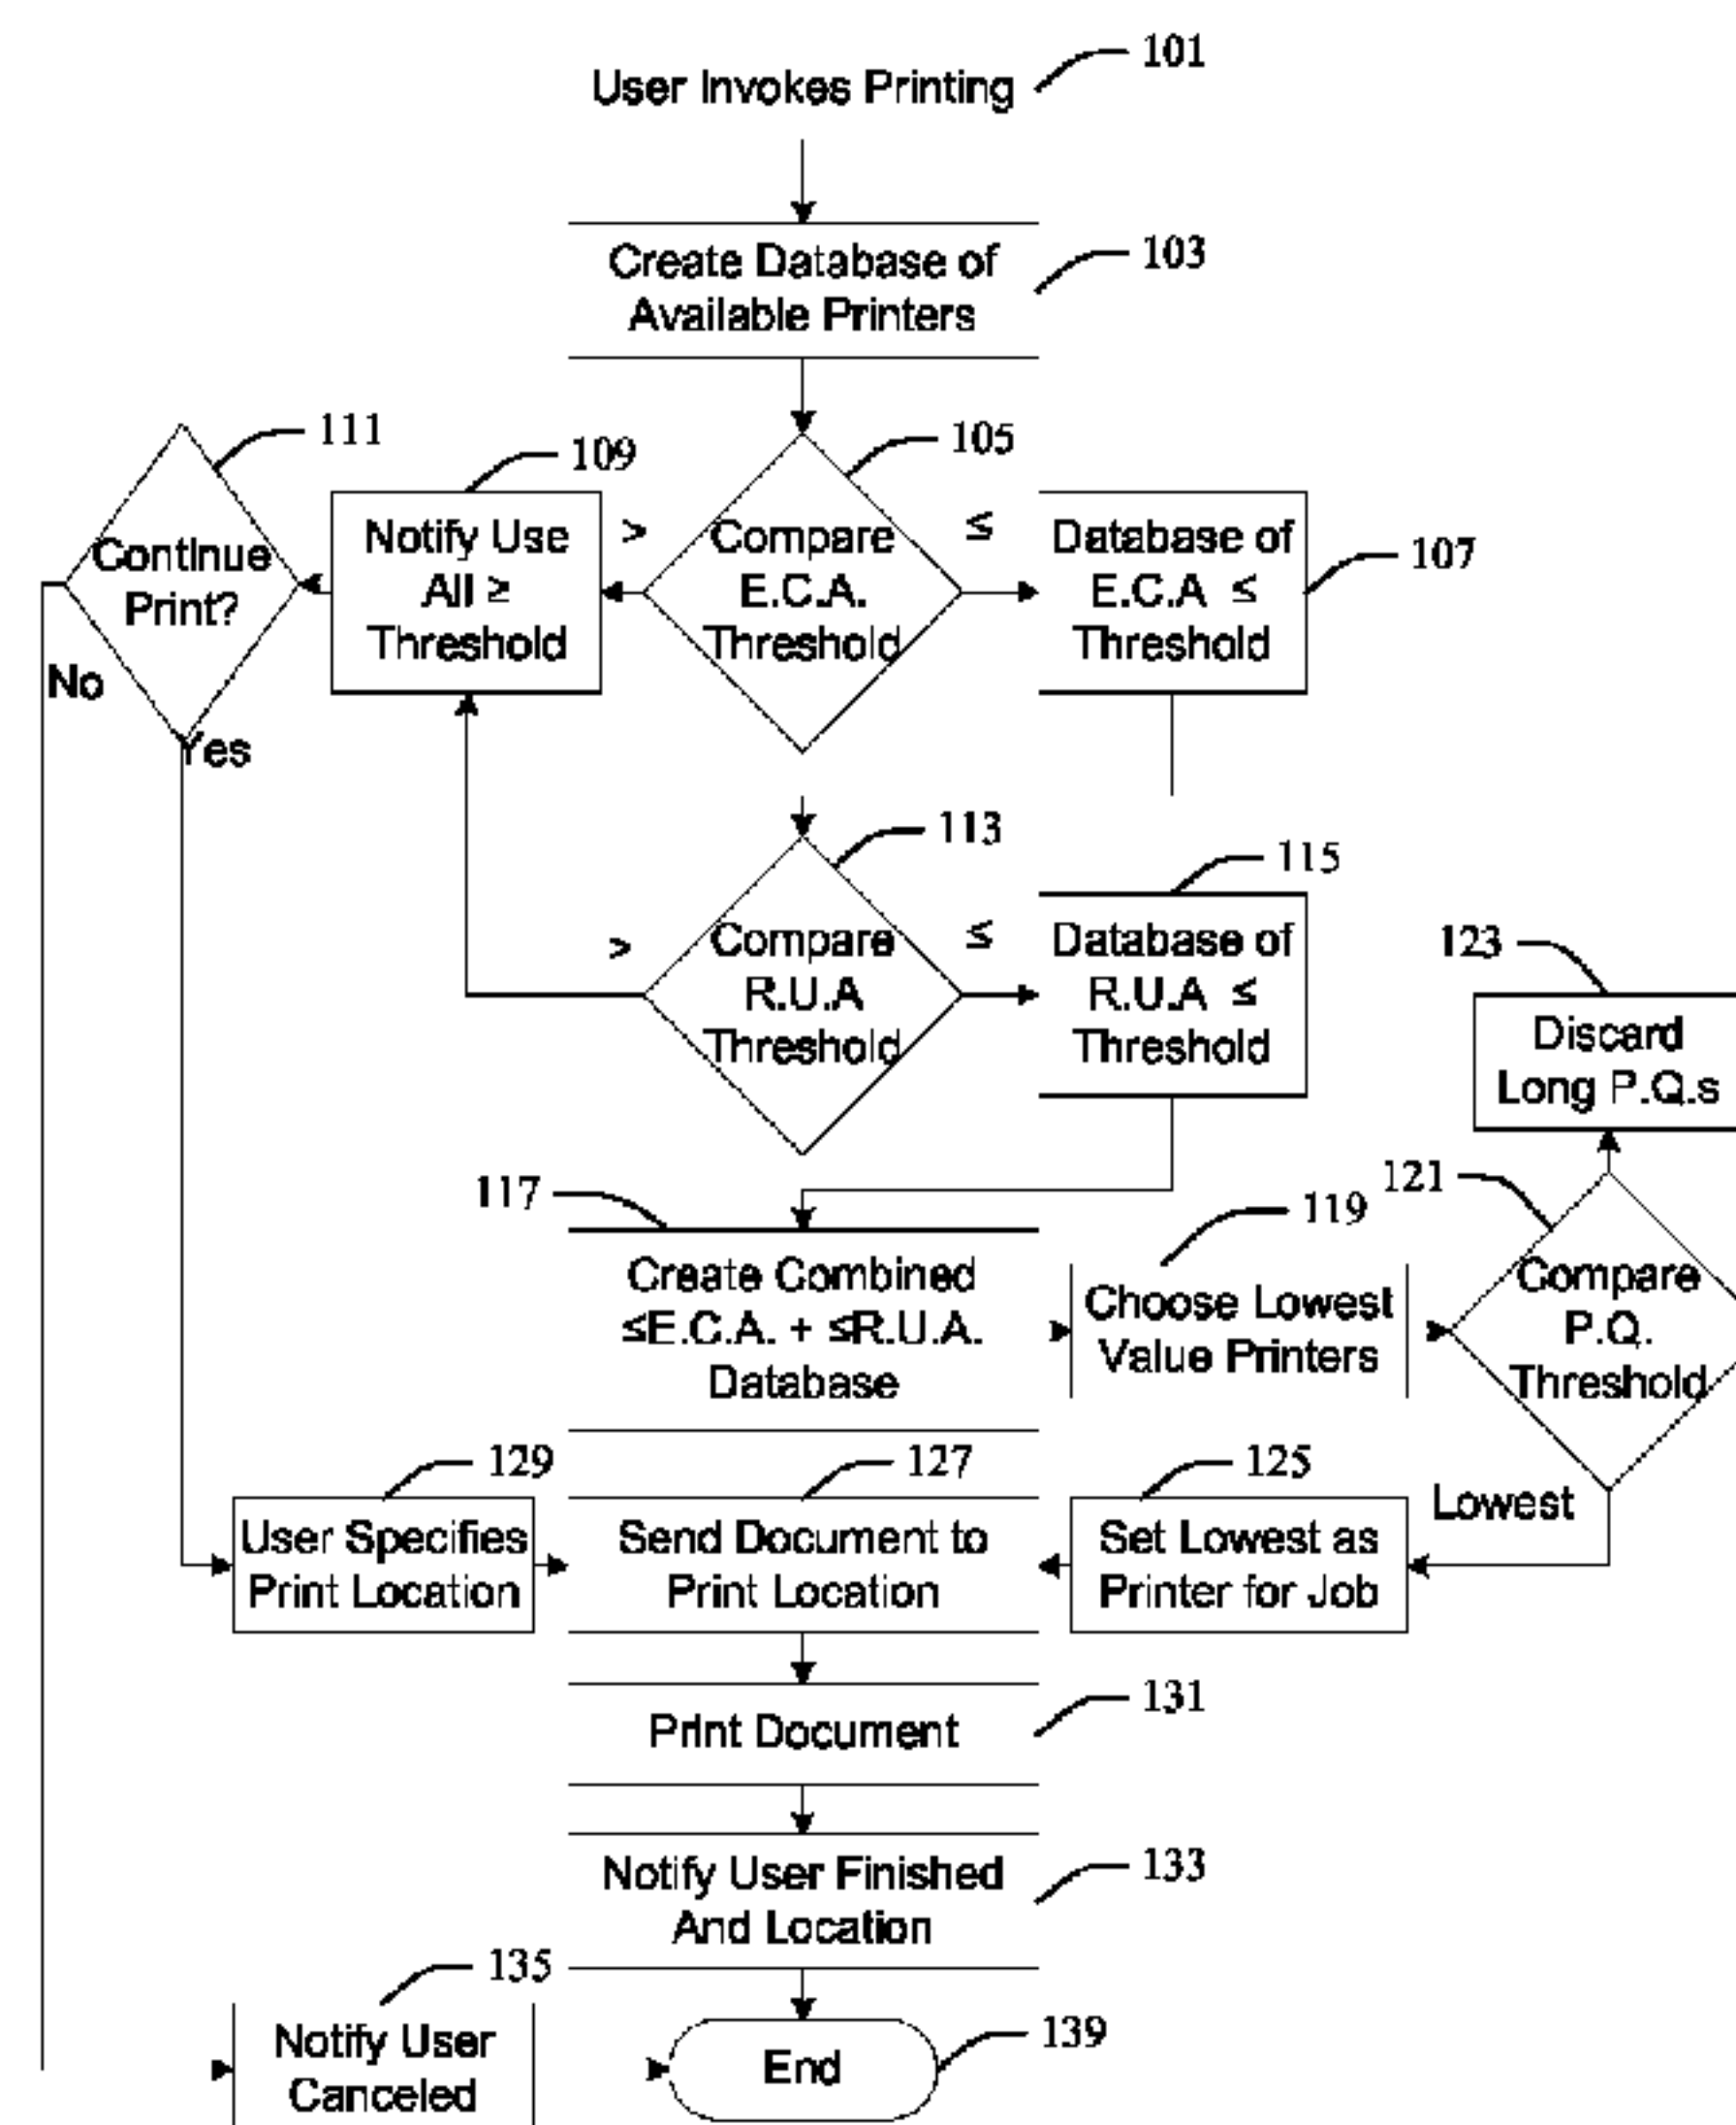 User Invokes Printing
101
Create Database of
Available Printers
103
111
Continue
Print?
No
Yes
109
Notify Use
All ≥
Threshold
>
105
Compare
E.C.A.
Threshold
≤
Database of
E.C.A ≤
Threshold
107
113
>
Compare
R.U.A
Threshold
≤
115
Database of
R.U.A ≤
Threshold
123
Discard
Long P.Q.s
117
Create Combined
≤E.C.A. + ≤R.U.A.
Database
119
Choose Lowest
Value Printers
121
Compare
P.Q.
Threshold
Lowest
129
User Specifies
Print Location
127
Send Document to
Print Location
125
Set Lowest as
Printer for Job
Print Document
131
Notify User Finished
And Location
133
135
Notify User
Canceled
End
139